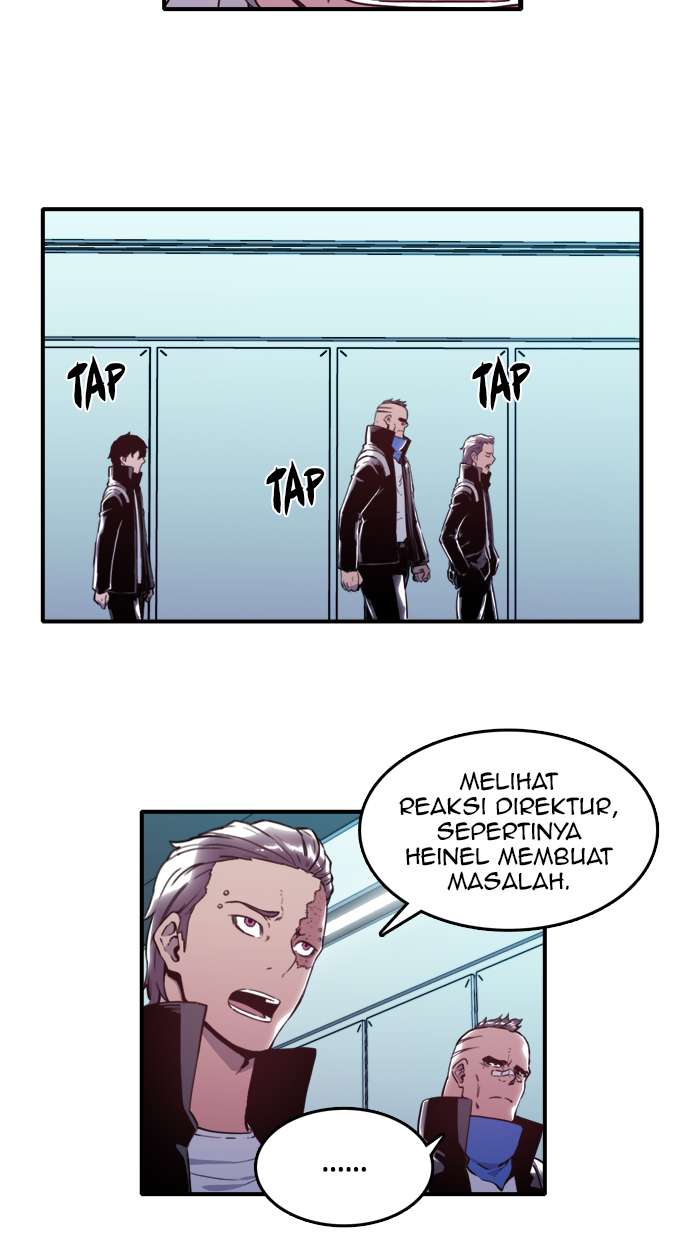 TAP
TAP
TAP
MELIHAT
REAKSI DIREKTUR,
SEPERTINYA
HEINEL MEMBUAT
MASALAH.
......